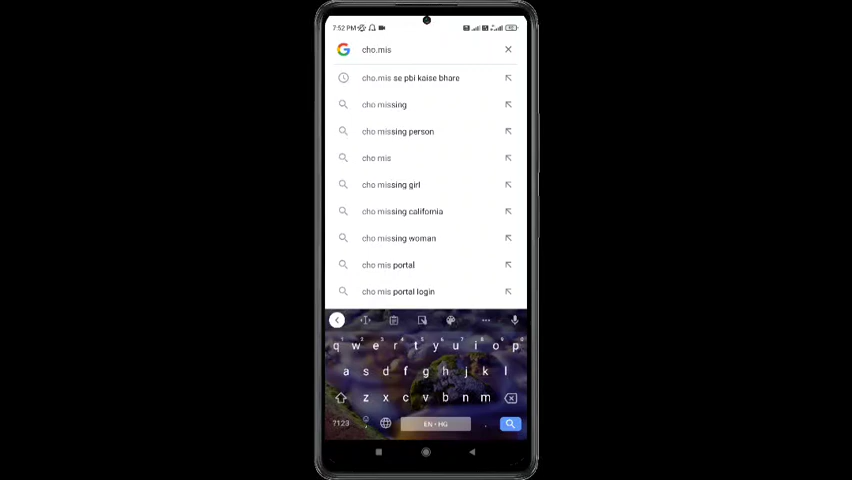 7:52 PM
cho.mis
cho.mis se pbi kaise bhare
cho missing
cho missing person
cho mis
cho missing girl
cho missing california
cho missing woman
cho mis portal
cho mis portal login
q w e r t y u i o p
a s d f g h j k l
z x c v b n m
?123 , EN • HG .